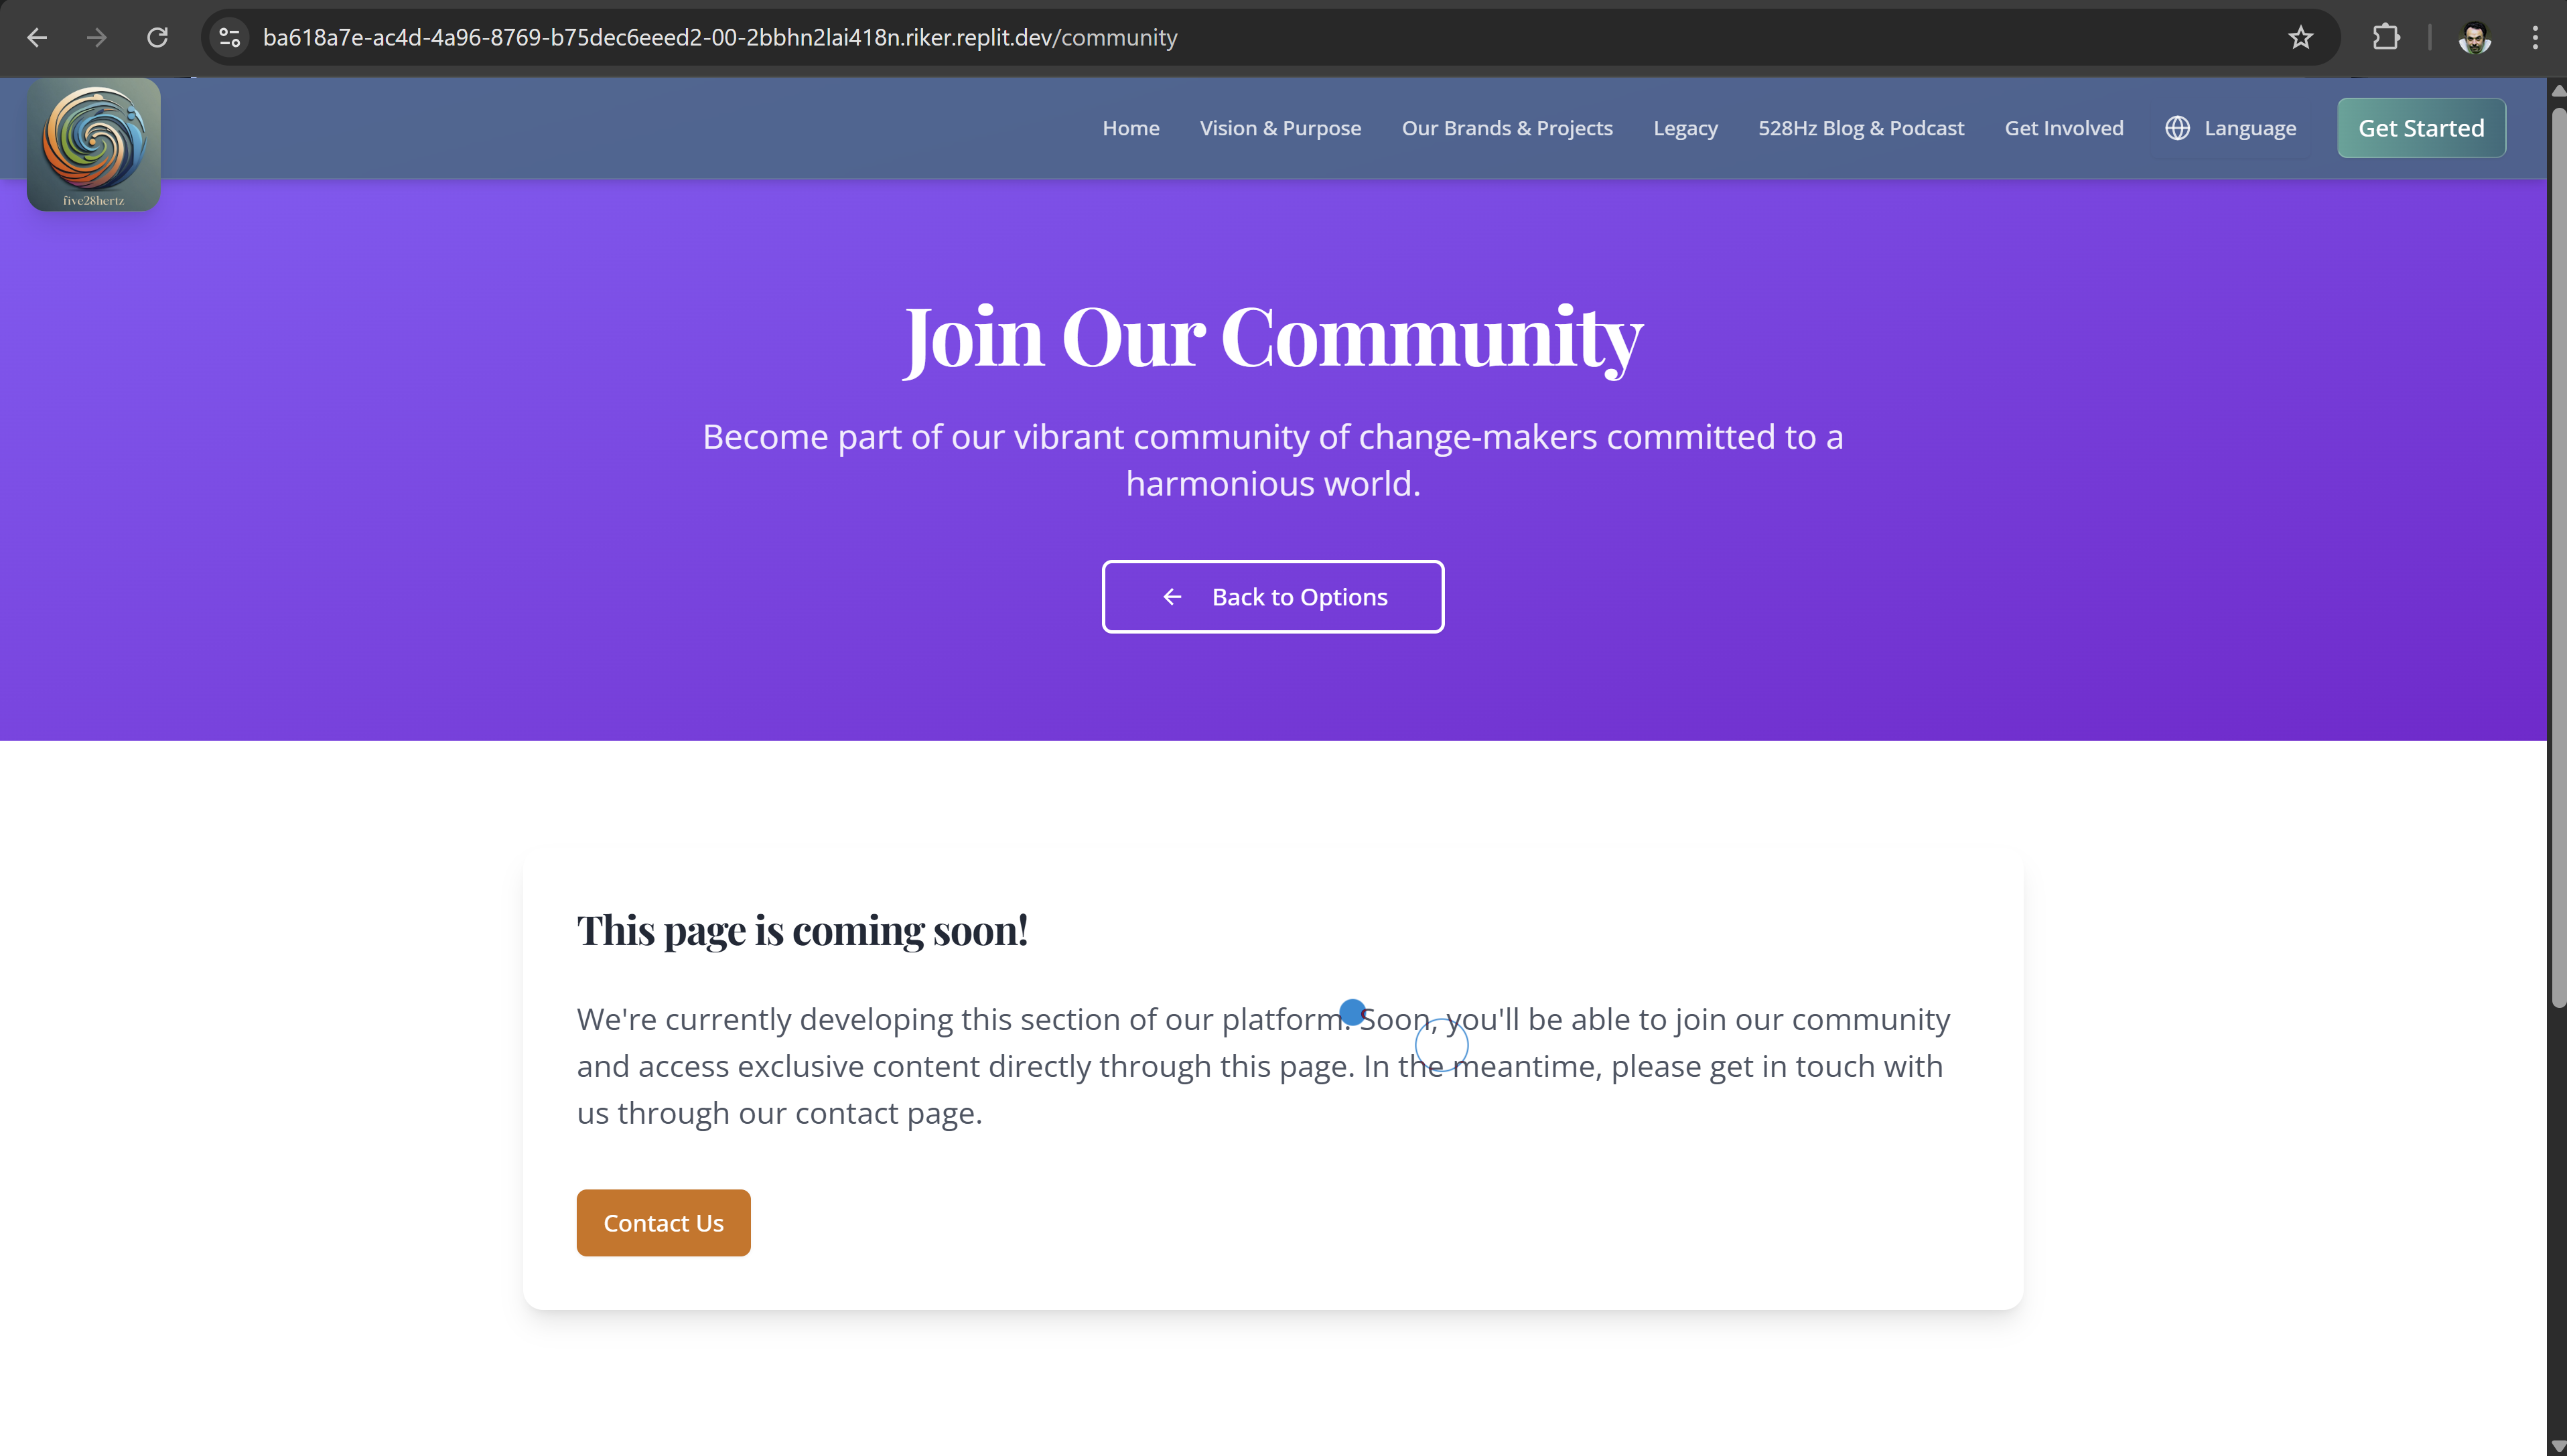 ba618a7e-ac4d-4a96-8769-b75dec6eeed2-00-2bbhn2lai418n.riker.replit.dev/community
five28hertz
Home Vision & Purpose Our Brands & Projects Legacy 528Hz Blog & Podcast Get Involved Language Get Started
Join Our Community
Become part of our vibrant community of change-makers committed to a
harmonious world.
Back to Options
This page is coming soon!
We're currently developing this section of our platform. Soon, you'll be able to join our community
and access exclusive content directly through this page. In the meantime, please get in touch with
us through our contact page.
Contact Us